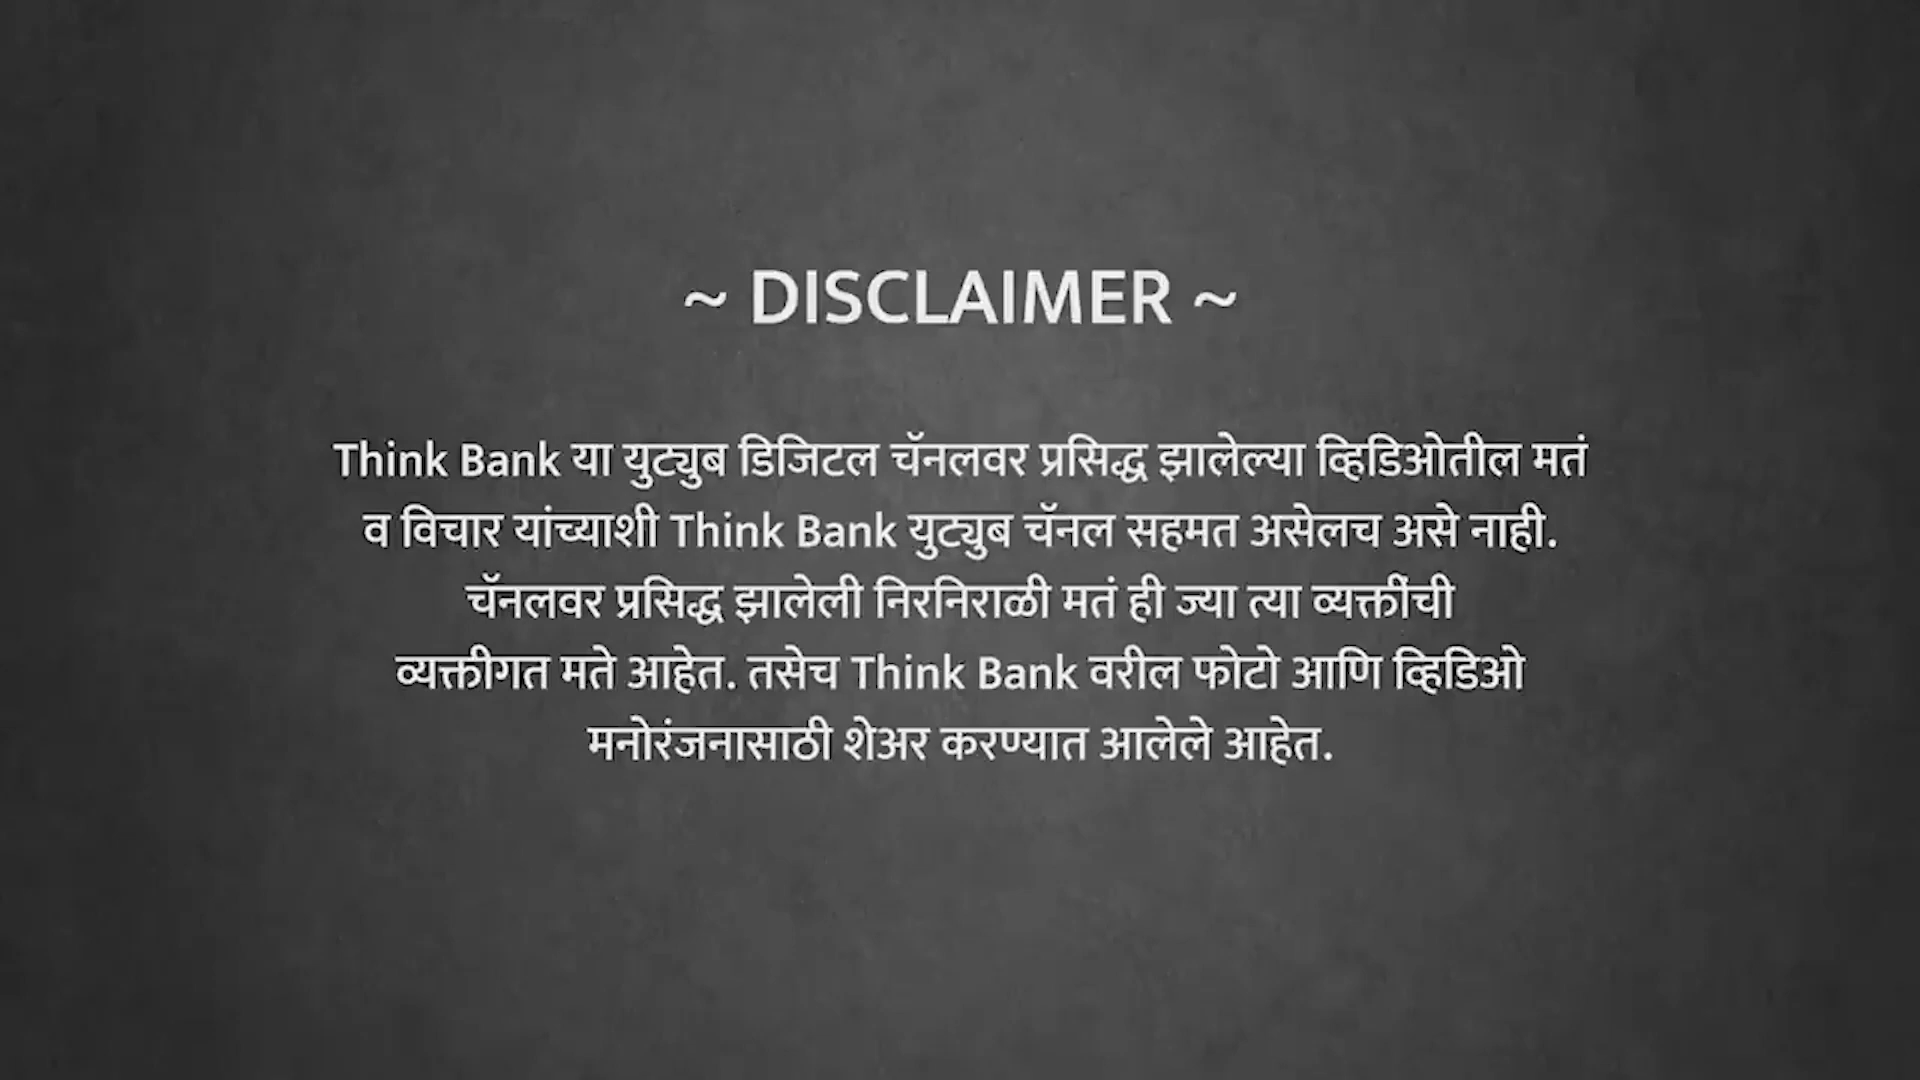 ~ DISCLAIMER ~
Think Bank या युट्युब डिजिटल चॅनलवर प्रसिद्ध झालेल्या व्हिडिओतील मतं
व विचार यांच्याशी Think Bank युट्युब चॅनल सहमत असेलच असे नाही.
चॅनलवर प्रसिद्ध झालेली निरनिराळी मतं ही ज्या त्या व्यक्तींची
व्यक्तीगत मते आहेत. तसेच Think Bank वरील फोटो आणि व्हिडिओ
मनोरंजनासाठी शेअर करण्यात आलेले आहेत.